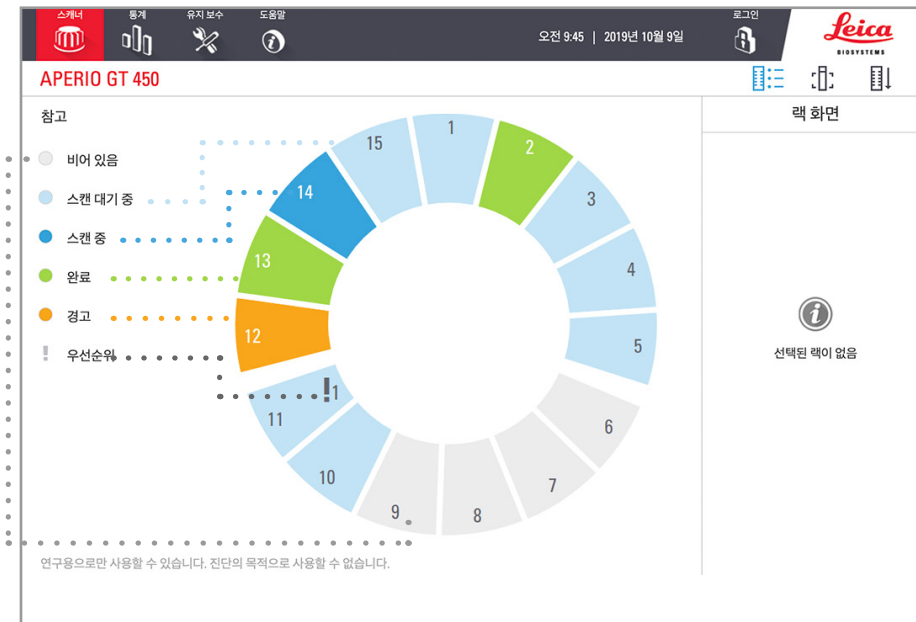 스캐너
통계
유지 보수
도움말
오전 9:45 | 2019년 10월 9일
로그인
Leica
BIOSYSTEMS
APERIO GT 450
참고
비어 있음
스캔 대기 중
스캔 중
완료
경고
! 우선순위
1
2
3
4
5
6
7
8
9
10
11
!1
12
13
14
15
랙 화면
선택된 랙이 없음
연구용으로만 사용할 수 있습니다. 진단의 목적으로 사용할 수 없습니다.